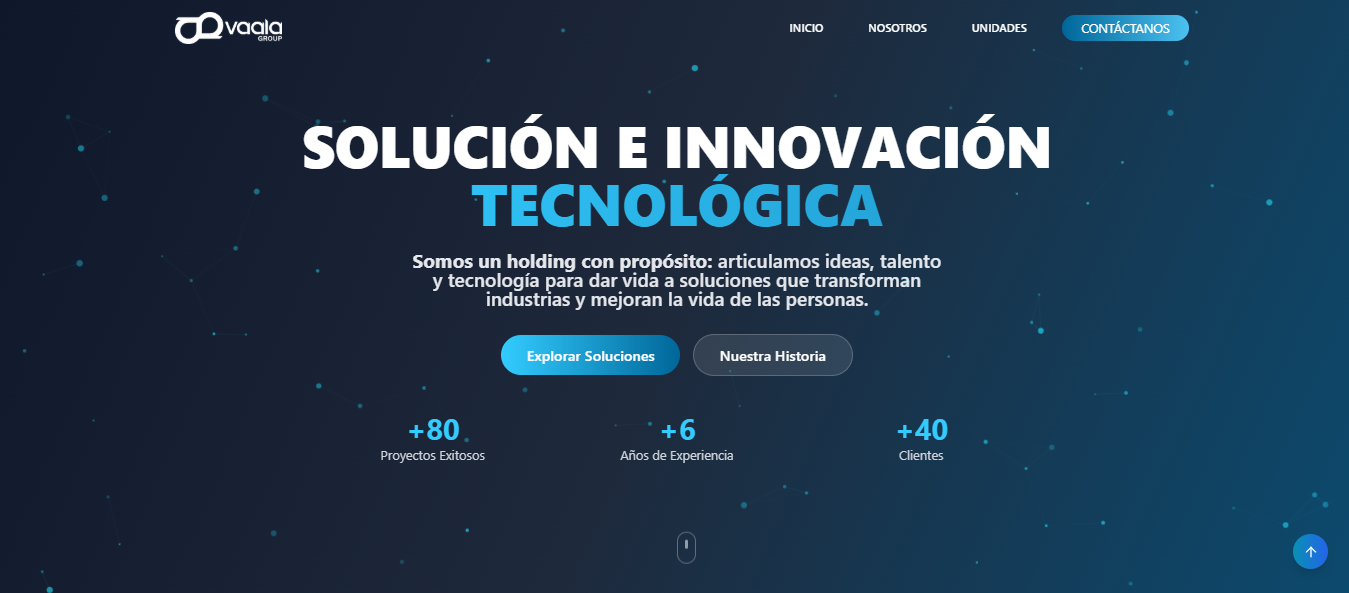 vaala
GROUP
INICIO
NOSOTROS
UNIDADES
CONTÁCTANOS
SOLUCIÓN E INNOVACIÓN
TECNOLÓGICA
Somos un holding con propósito: articulamos ideas, talento
y tecnología para dar vida a soluciones que transforman
industrias y mejoran la vida de las personas.
Explorar Soluciones
Nuestra Historia
+80
Proyectos Exitosos
+6
Años de Experiencia
+40
Clientes